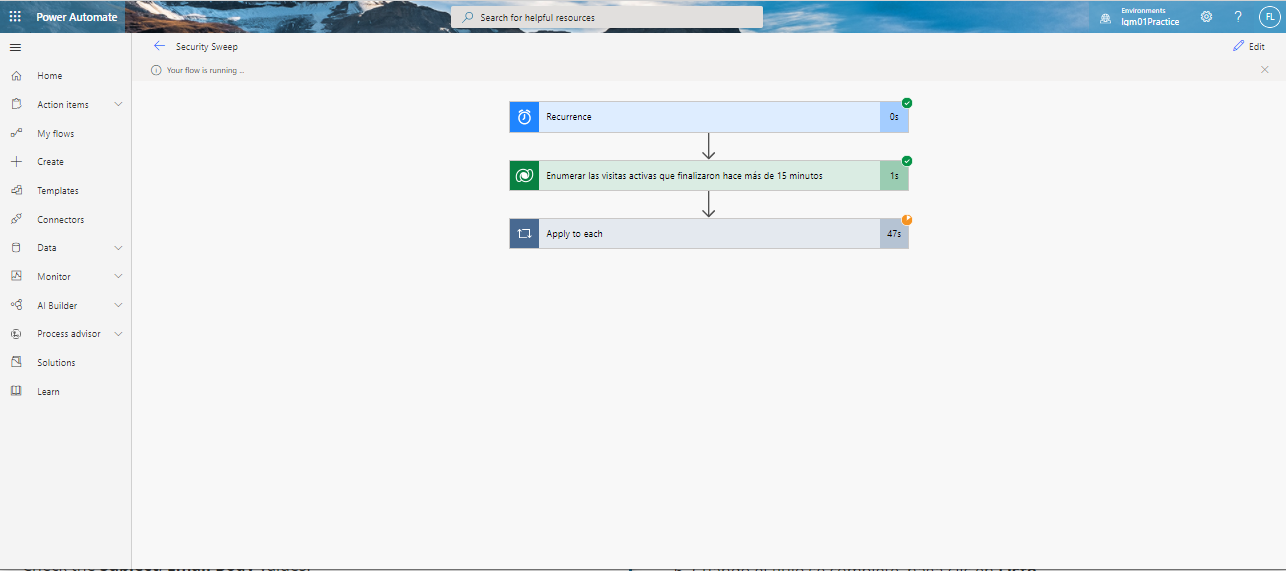 Power Automate
Search for helpful resources
Environments
lqm01Practice
?
FL
Security Sweep
Edit
Your flow is running ...
Home
Action items
My flows
Create
Templates
Connectors
Data
Monitor
AI Builder
Process advisor
Solutions
Learn
Recurrence
0s
Enumerar las visitas activas que finalizaron hace más de 15 minutos
1s
Apply to each
47s